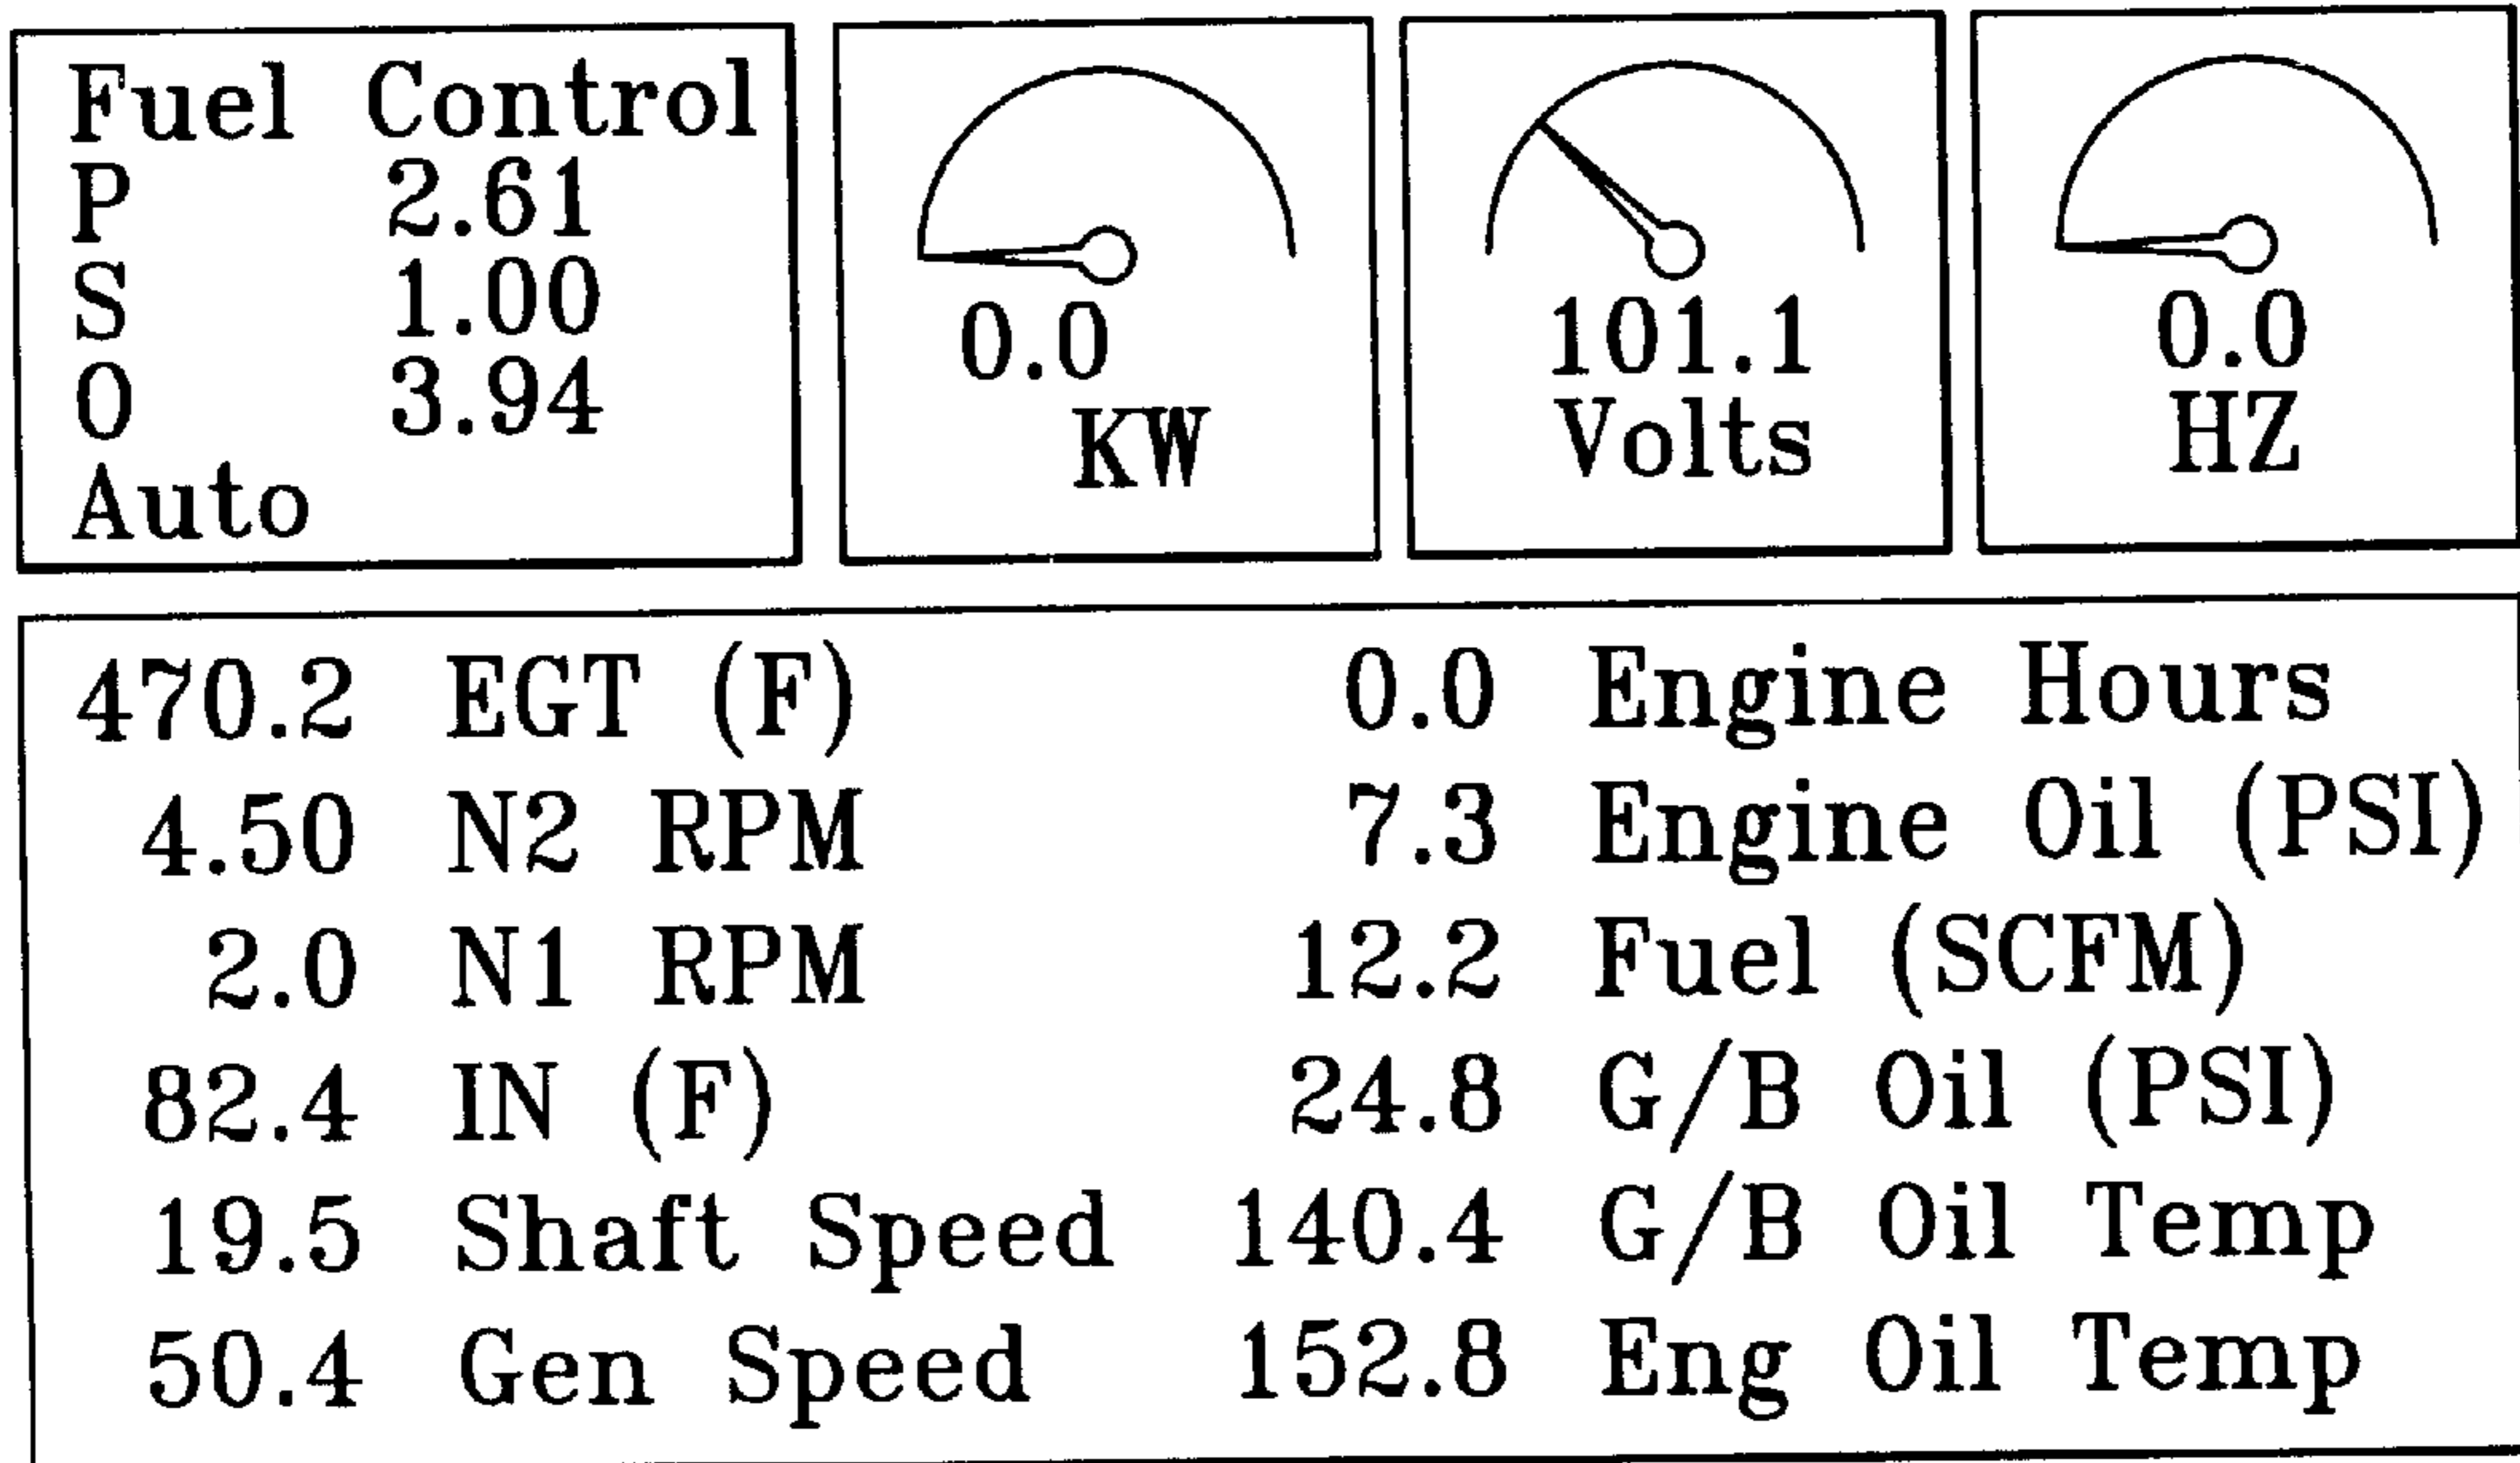 Fuel Control
P 2.61
S 1.00
O 3.94
Auto
0.0
KW
101.1
Volts
0.0
HZ
470.2 EGT (F)
4.50 N2 RPM
2.0 N1 RPM
82.4 IN (F)
19.5 Shaft Speed
50.4 Gen Speed
0.0 Engine Hours
7.3 Engine Oil (PSI)
12.2 Fuel (SCFM)
24.8 G/B Oil (PSI)
140.4 G/B Oil Temp
152.8 Eng Oil Temp